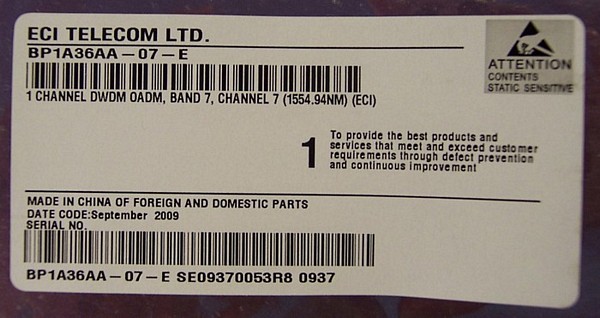 ECI TELECOM LTD.
BP1A36AA-07-E
1 CHANNEL DWDM OADM, BAND 7, CHANNEL 7 (1554.94NM) (ECI)
ATTENTION
CONTENTS
STATIC SENSITIVE
1
To provide the best products and
services that meet and exceed customer
requirements through defect prevention
and continuous improvement
MADE IN CHINA OF FOREIGN AND DOMESTIC PARTS
DATE CODE:September 2009
SERIAL NO.
BP1A36AA-07-E SE09370053R8 0937